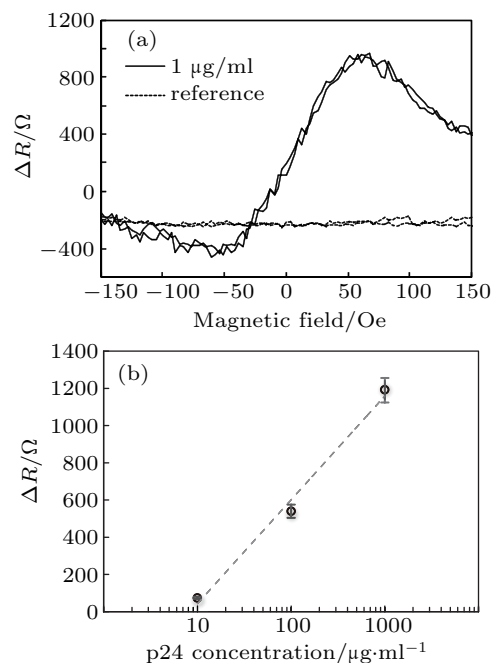 (a)
1 µg/ml
reference
1200
800
400
0
−400
ΔR/Ω
−150 −100 −50 0 50 100 150
Magnetic field/Oe
(b)
1400
1200
1000
800
600
400
200
0
ΔR/Ω
10 100 1000
p24 concentration/µg·ml⁻¹